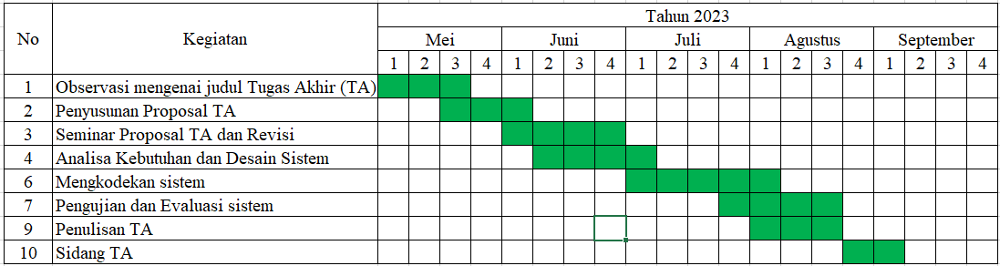 No Kegiatan Tahun 2023
Mei Juni Juli Agustus September
1 2 3 4 1 2 3 4 1 2 3 4 1 2 3 4 1 2 3 4
1 Observasi mengenai judul Tugas Akhir (TA)
2 Penyusunan Proposal TA
3 Seminar Proposal TA dan Revisi
4 Analisa Kebutuhan dan Desain Sistem
6 Mengkodekan sistem
7 Pengujian dan Evaluasi sistem
9 Penulisan TA
10 Sidang TA